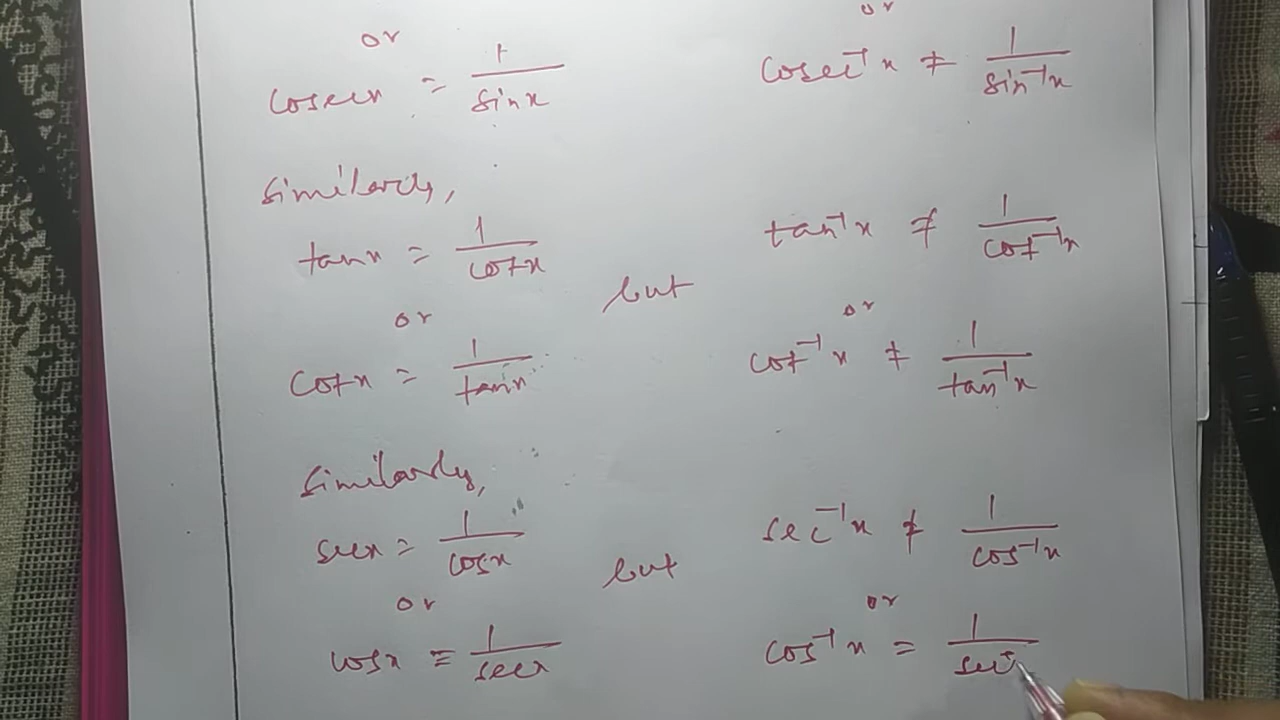 or or
cosecx = 1/sinx cosec⁻¹x ≠ 1/sin⁻¹x
similarly,
tanx = 1/cotx tan⁻¹x ≠ 1/cot⁻¹x
but
or or
cotx = 1/tanx cot⁻¹x ≠ 1/tan⁻¹x
similarly,
secx = 1/cosx sec⁻¹x ≠ 1/cos⁻¹x
but
or or
cosx = 1/secx cos⁻¹x = 1/sec⁻